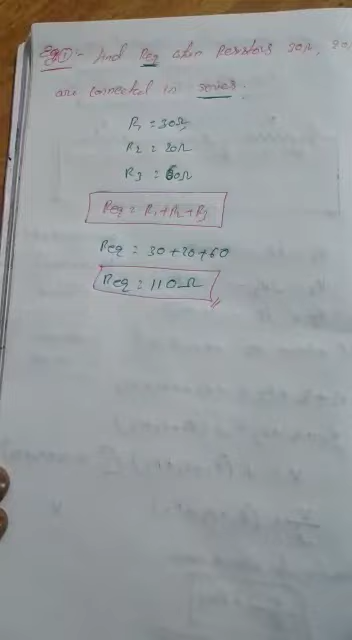 Eg①:- find Req when Resistors 30Ω, 20
are connected in series.
R1 = 30Ω
R2 = 20Ω
R3 = 60Ω
Req = R1+R2+R3
Req = 30+20+60
Req = 110Ω